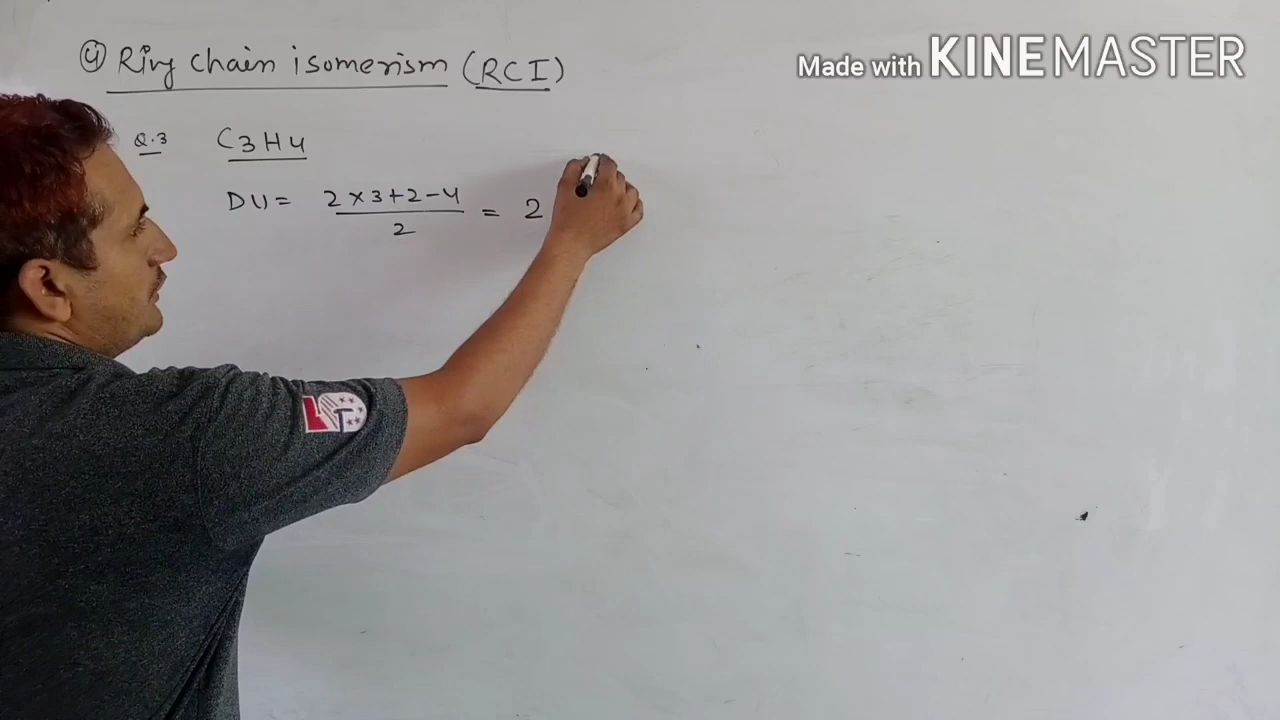 ④ Ring chain isomerism (RCI)
Made with KINEMASTER
Q.3 C3H4
DU = 2×3+2-4 / 2 = 2